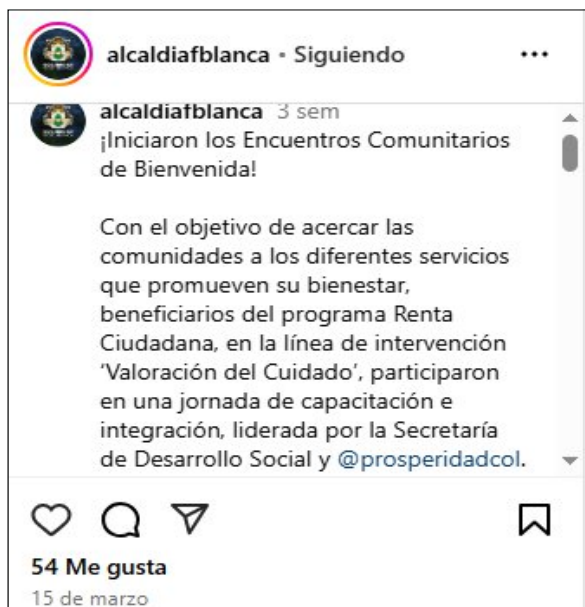 alcaldiafblanca • Siguiendo
alcaldiafblanca 3 sem
¡Iniciaron los Encuentros Comunitarios
de Bienvenida!
Con el objetivo de acercar las
comunidades a los diferentes servicios
que promueven su bienestar,
beneficiarios del programa Renta
Ciudadana, en la línea de intervención
‘Valoración del Cuidado’, participaron
en una jornada de capacitación e
integración, liderada por la Secretaría
de Desarrollo Social y @prosperidadcol.
54 Me gusta
15 de marzo